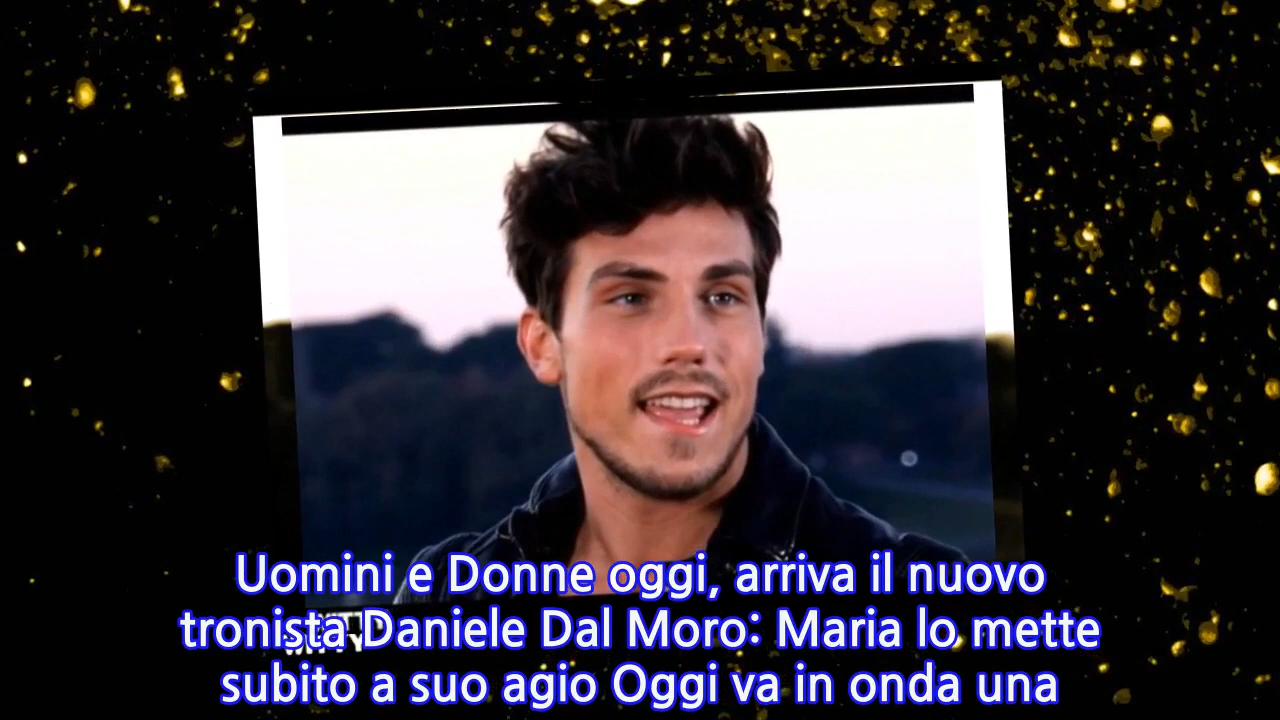 Uomini e Donne oggi, arriva il nuovo
tronista Daniele Dal Moro: Maria lo mette
subito a suo agio Oggi va in onda una